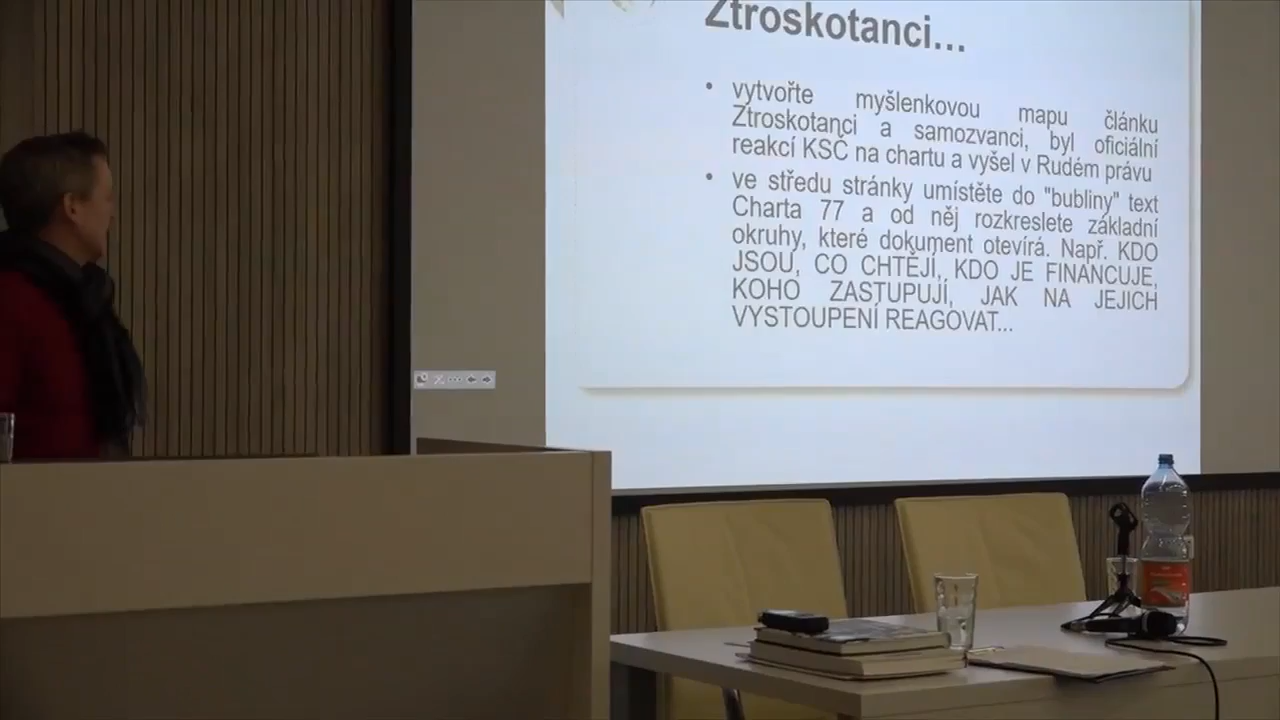 Ztroskotanci...
• vytvořte myšlenkovou mapu článku
Ztroskotanci a samozvanci, byl oficiální
reakcí KSČ na chartu a vyšel v Rudém právu
• ve středu stránky umístěte do "bubliny" text
Charta 77 a od něj rozkreslete základní
okruhy, které dokument otevírá. Např. KDO
JSOU, CO CHTĚJÍ, KDO JE FINANCUJE,
KOHO ZASTUPUJÍ, JAK NA JEJICH
VYSTOUPENÍ REAGOVAT...